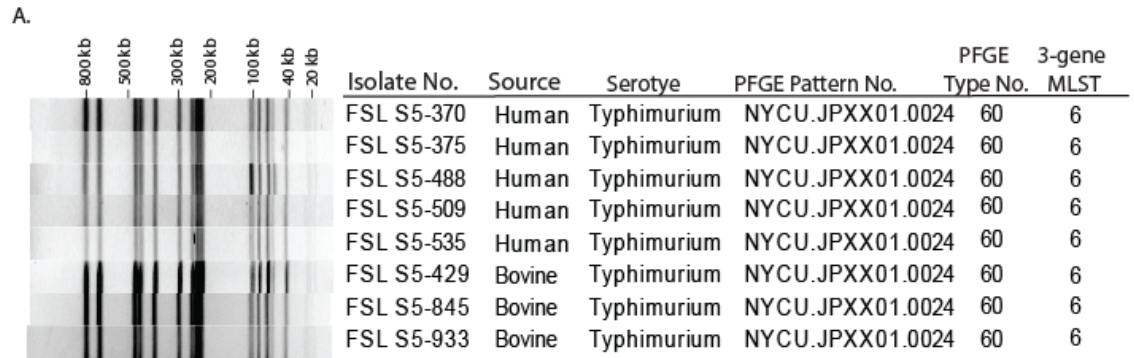 A.
800 kb 500 kb 300 kb 200 kb 100 kb 40 kb 20 kb
PFGE 3-gene
Isolate No. Source Serotye PFGE Pattern No. Type No. MLST
FSL S5-370 Human Typhimurium NYCU.JPXX01.0024 60 6
FSL S5-375 Human Typhimurium NYCU.JPXX01.0024 60 6
FSL S5-488 Human Typhimurium NYCU.JPXX01.0024 60 6
FSL S5-509 Human Typhimurium NYCU.JPXX01.0024 60 6
FSL S5-535 Human Typhimurium NYCU.JPXX01.0024 60 6
FSL S5-429 Bovine Typhimurium NYCU.JPXX01.0024 60 6
FSL S5-845 Bovine Typhimurium NYCU.JPXX01.0024 60 6
FSL S5-933 Bovine Typhimurium NYCU.JPXX01.0024 60 6